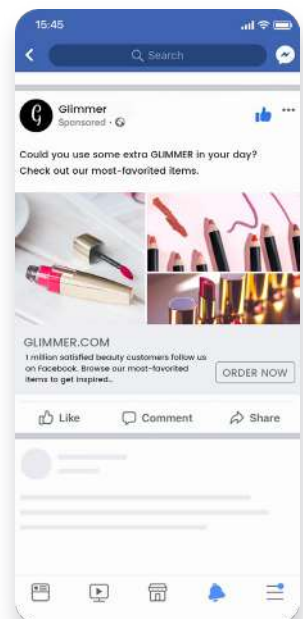 15:45
Search
G
Glimmer
Sponsored ·
Could you use some extra GLIMMER in your day?
Check out our most-favorited items.
GLIMMER.COM
1 million satisfied beauty customers follow us
on Facebook. Browse our most-favorited
items to get inspired...
ORDER NOW
Like
Comment
Share